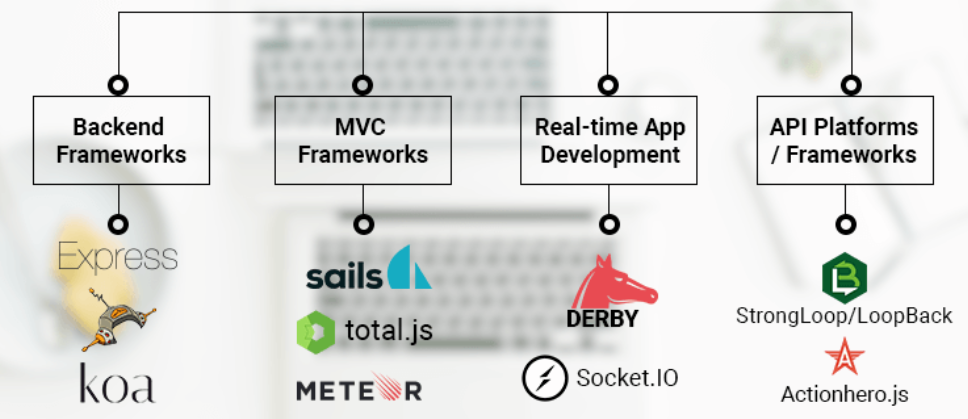 Backend
Frameworks
MVC
Frameworks
Real-time App
Development
API Platforms
/ Frameworks
Express
koa
sails
total.js
METEOR
DERBY
Socket.IO
StrongLoop/LoopBack
Actionhero.js